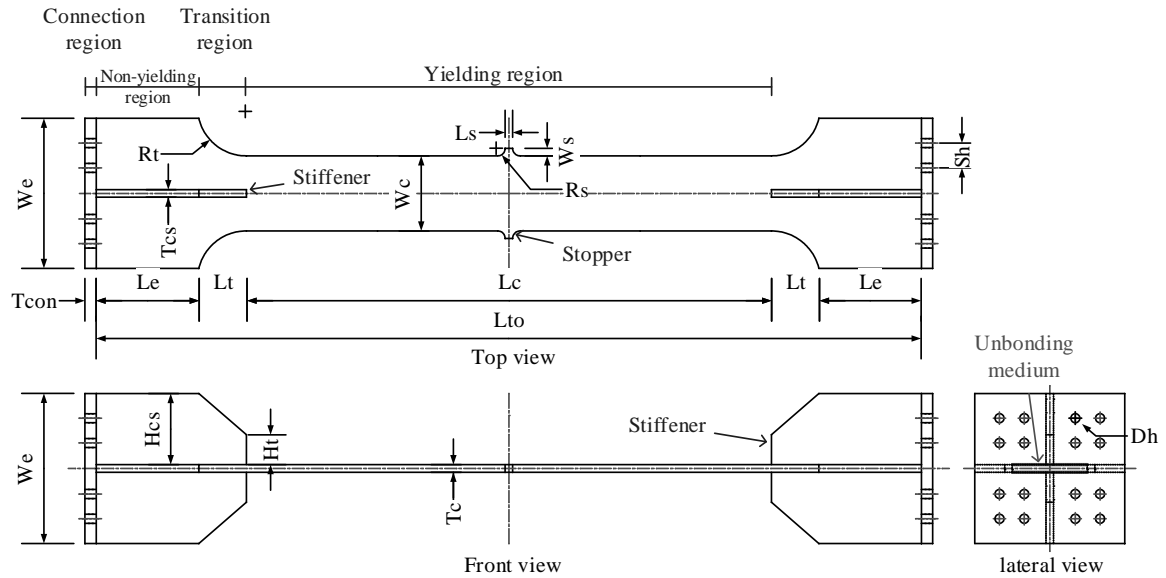 Connection region
Transition region
Non-yielding region
Yielding region
Ls
Ws
Sh
Rt
Stiffener
Wc
Rs
We
Tcs
Stopper
Tcon
Le
Lt
Lc
Lt
Le
Lto
Top view
Unbonding medium
Hcs
Ht
Stiffener
Dh
We
Tc
Front view
lateral view